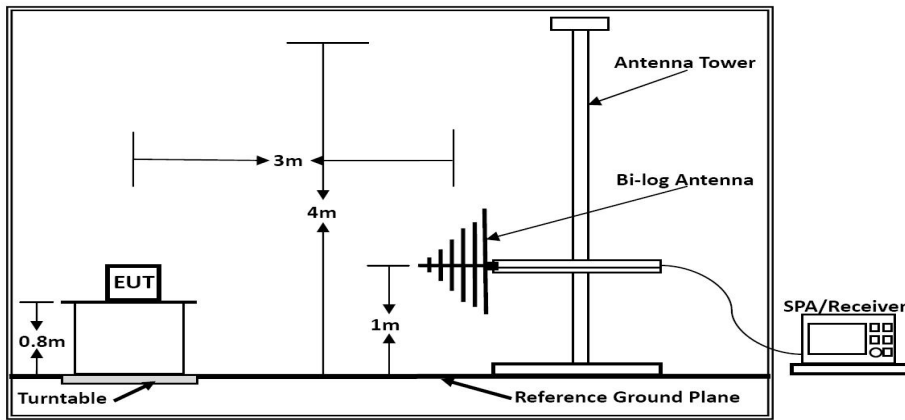 Antenna Tower
3m
Bi-log Antenna
4m
EUT
0.8m
1m
SPA/Receiver
Turntable
Reference Ground Plane